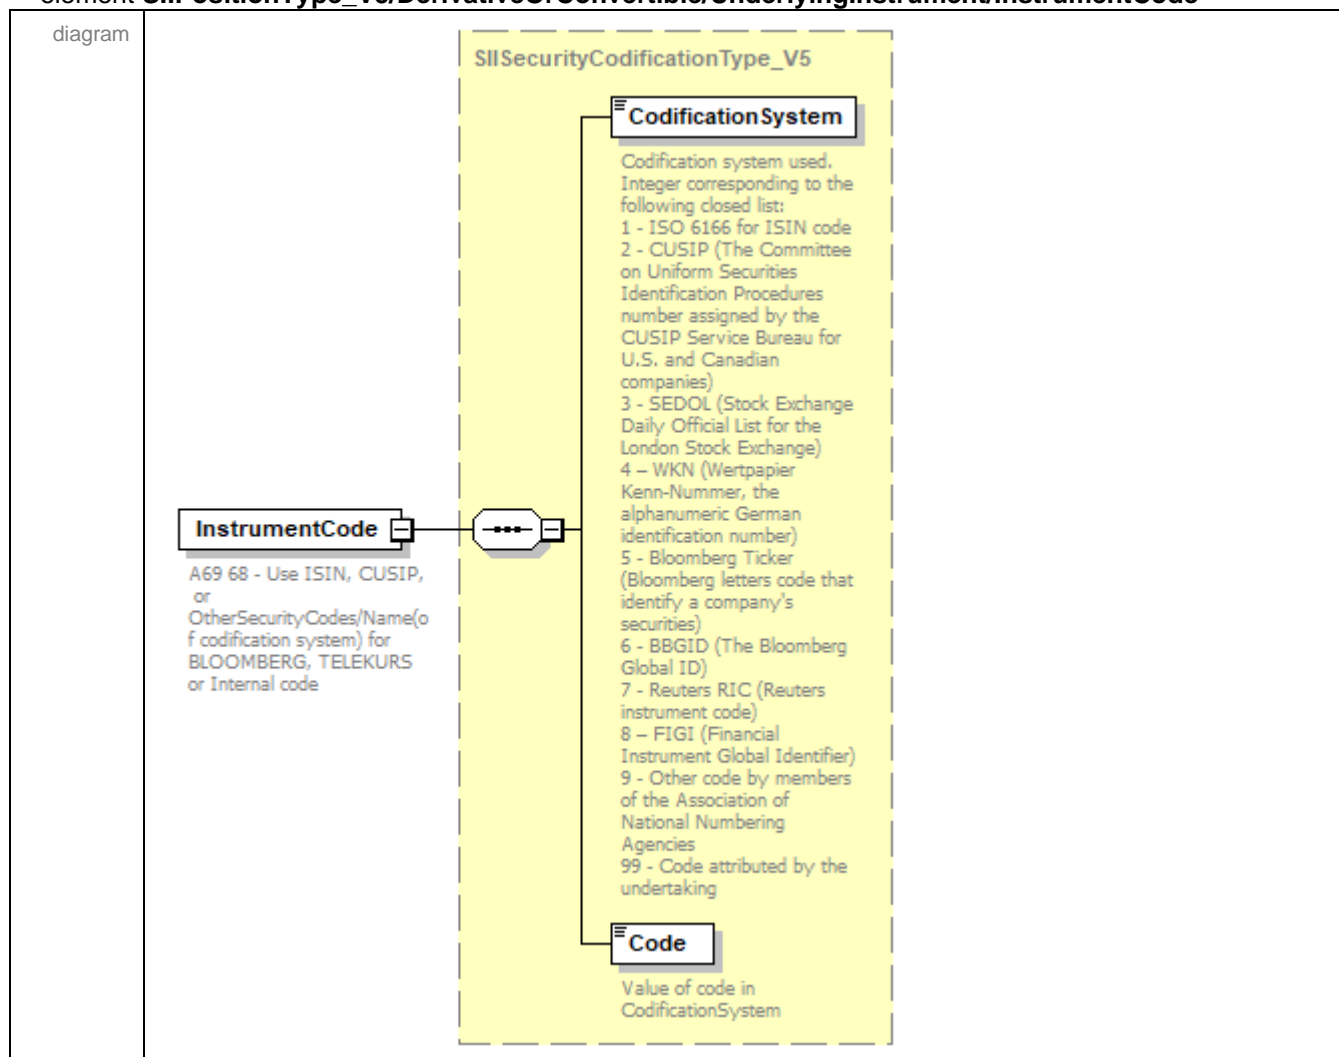 element SIIPositionType_V5/DerivativeOrConvertible/UnderlyingInstrument/InstrumentCode
diagram
SIISecurityCodificationType_V5
CodificationSystem
Codification system used.
Integer corresponding to the
following closed list:
1 - ISO 6166 for ISIN code
2 - CUSIP (The Committee
on Uniform Securities
Identification Procedures
number assigned by the
CUSIP Service Bureau for
U.S. and Canadian
companies)
3 - SEDOL (Stock Exchange
Daily Official List for the
London Stock Exchange)
4 – WKN (Wertpapier
Kenn-Nummer, the
alphanumeric German
identification number)
5 - Bloomberg Ticker
(Bloomberg letters code that
identify a company's
securities)
6 - BBGID (The Bloomberg
Global ID)
7 - Reuters RIC (Reuters
instrument code)
8 – FIGI (Financial
Instrument Global Identifier)
9 - Other code by members
of the Association of
National Numbering
Agencies
99 - Code attributed by the
undertaking
InstrumentCode
A69 68 - Use ISIN, CUSIP,
or
OtherSecurityCodes/Name(o
f codification system) for
BLOOMBERG, TELEKURS
or Internal code
Code
Value of code in
CodificationSystem